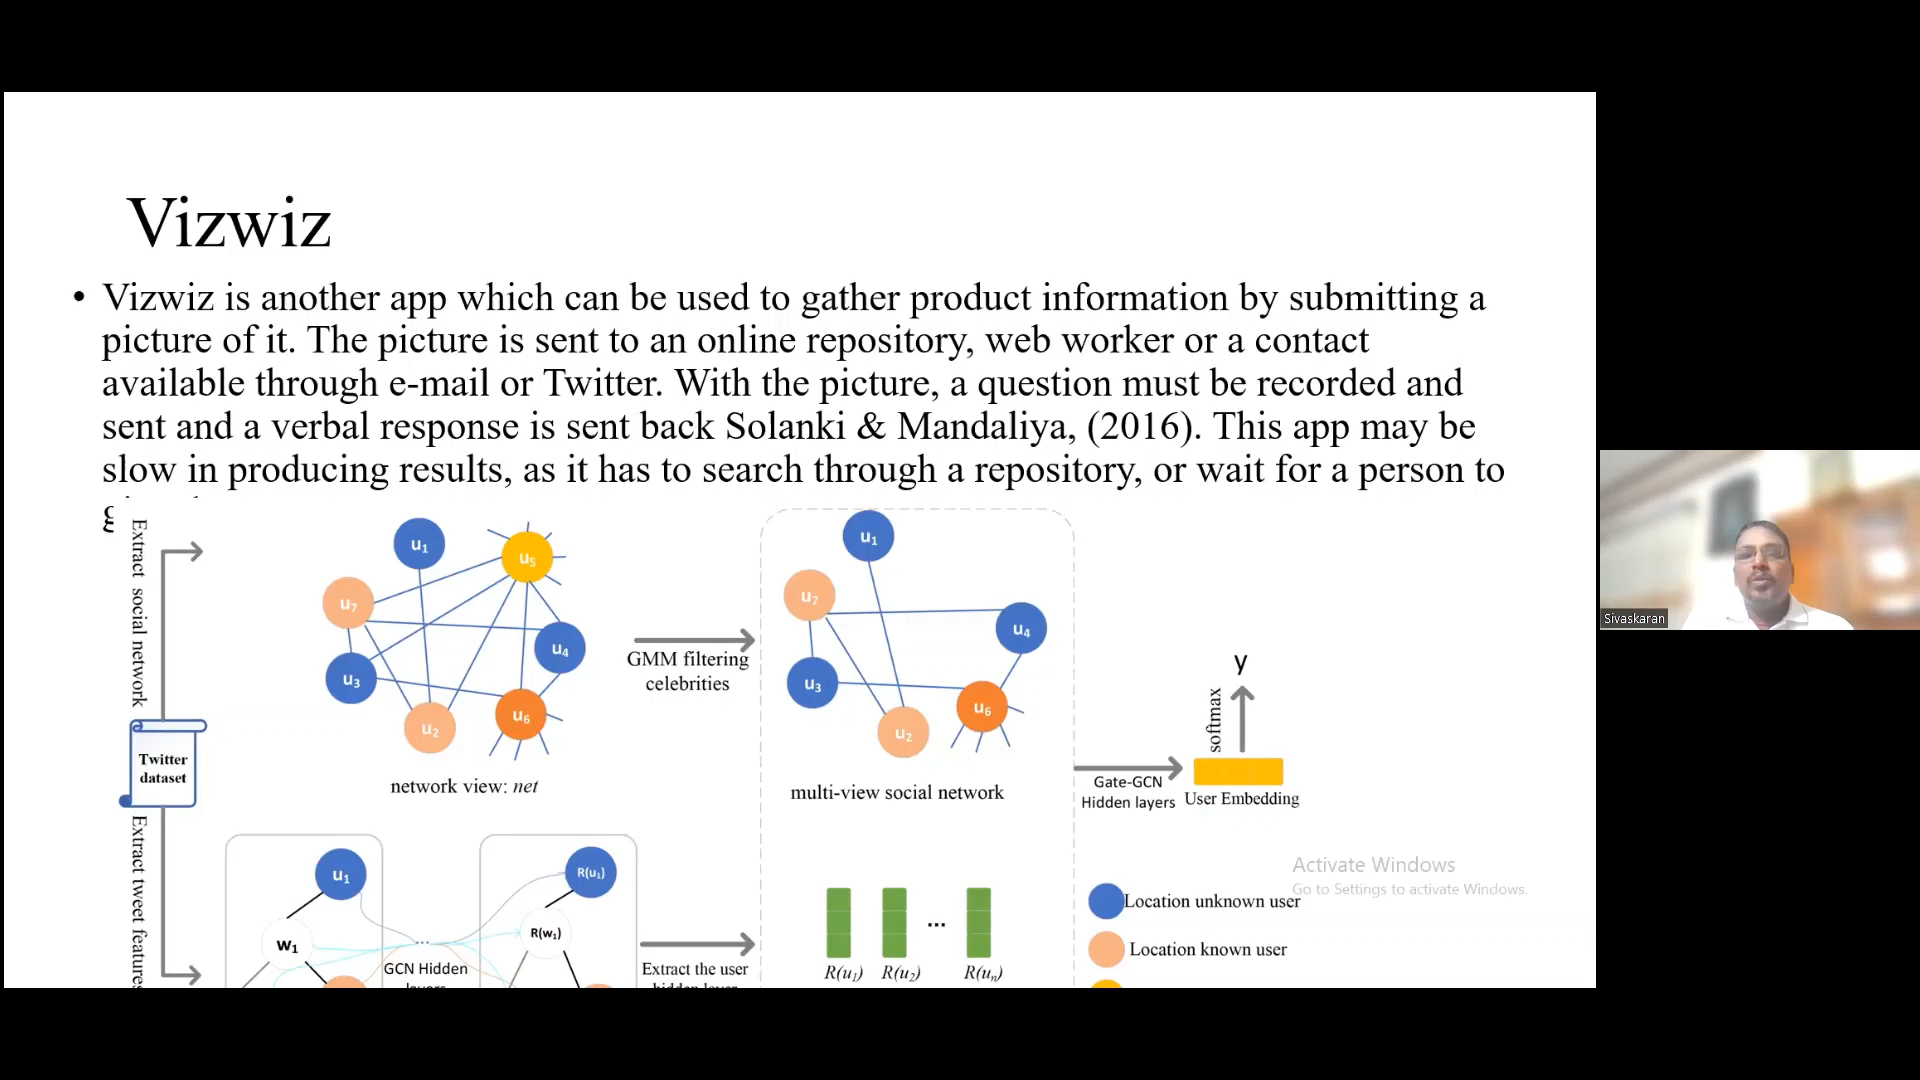 Vizwiz
• Vizwiz is another app which can be used to gather product information by submitting a
picture of it. The picture is sent to an online repository, web worker or a contact
available through e-mail or Twitter. With the picture, a question must be recorded and
sent and a verbal response is sent back Solanki & Mandaliya, (2016). This app may be
slow in producing results, as it has to search through a repository, or wait for a person to
Extract social network
u1
u5
u7
u4
u3
u6
u2
network view: net
GMM filtering
celebrities
u1
u7
u4
u3
u6
u2
multi-view social network
Twitter
dataset
y
softmax
Gate-GCN
Hidden layers
User Embedding
Extract tweet features
u1
w1
...
GCN Hidden
layers
R(u1)
R(w1)
Extract the user
hidden layer
...
R(u1) R(u2) R(un)
Location unknown user
Location known user
Activate Windows
Go to Settings to activate Windows.
Sivaskaran